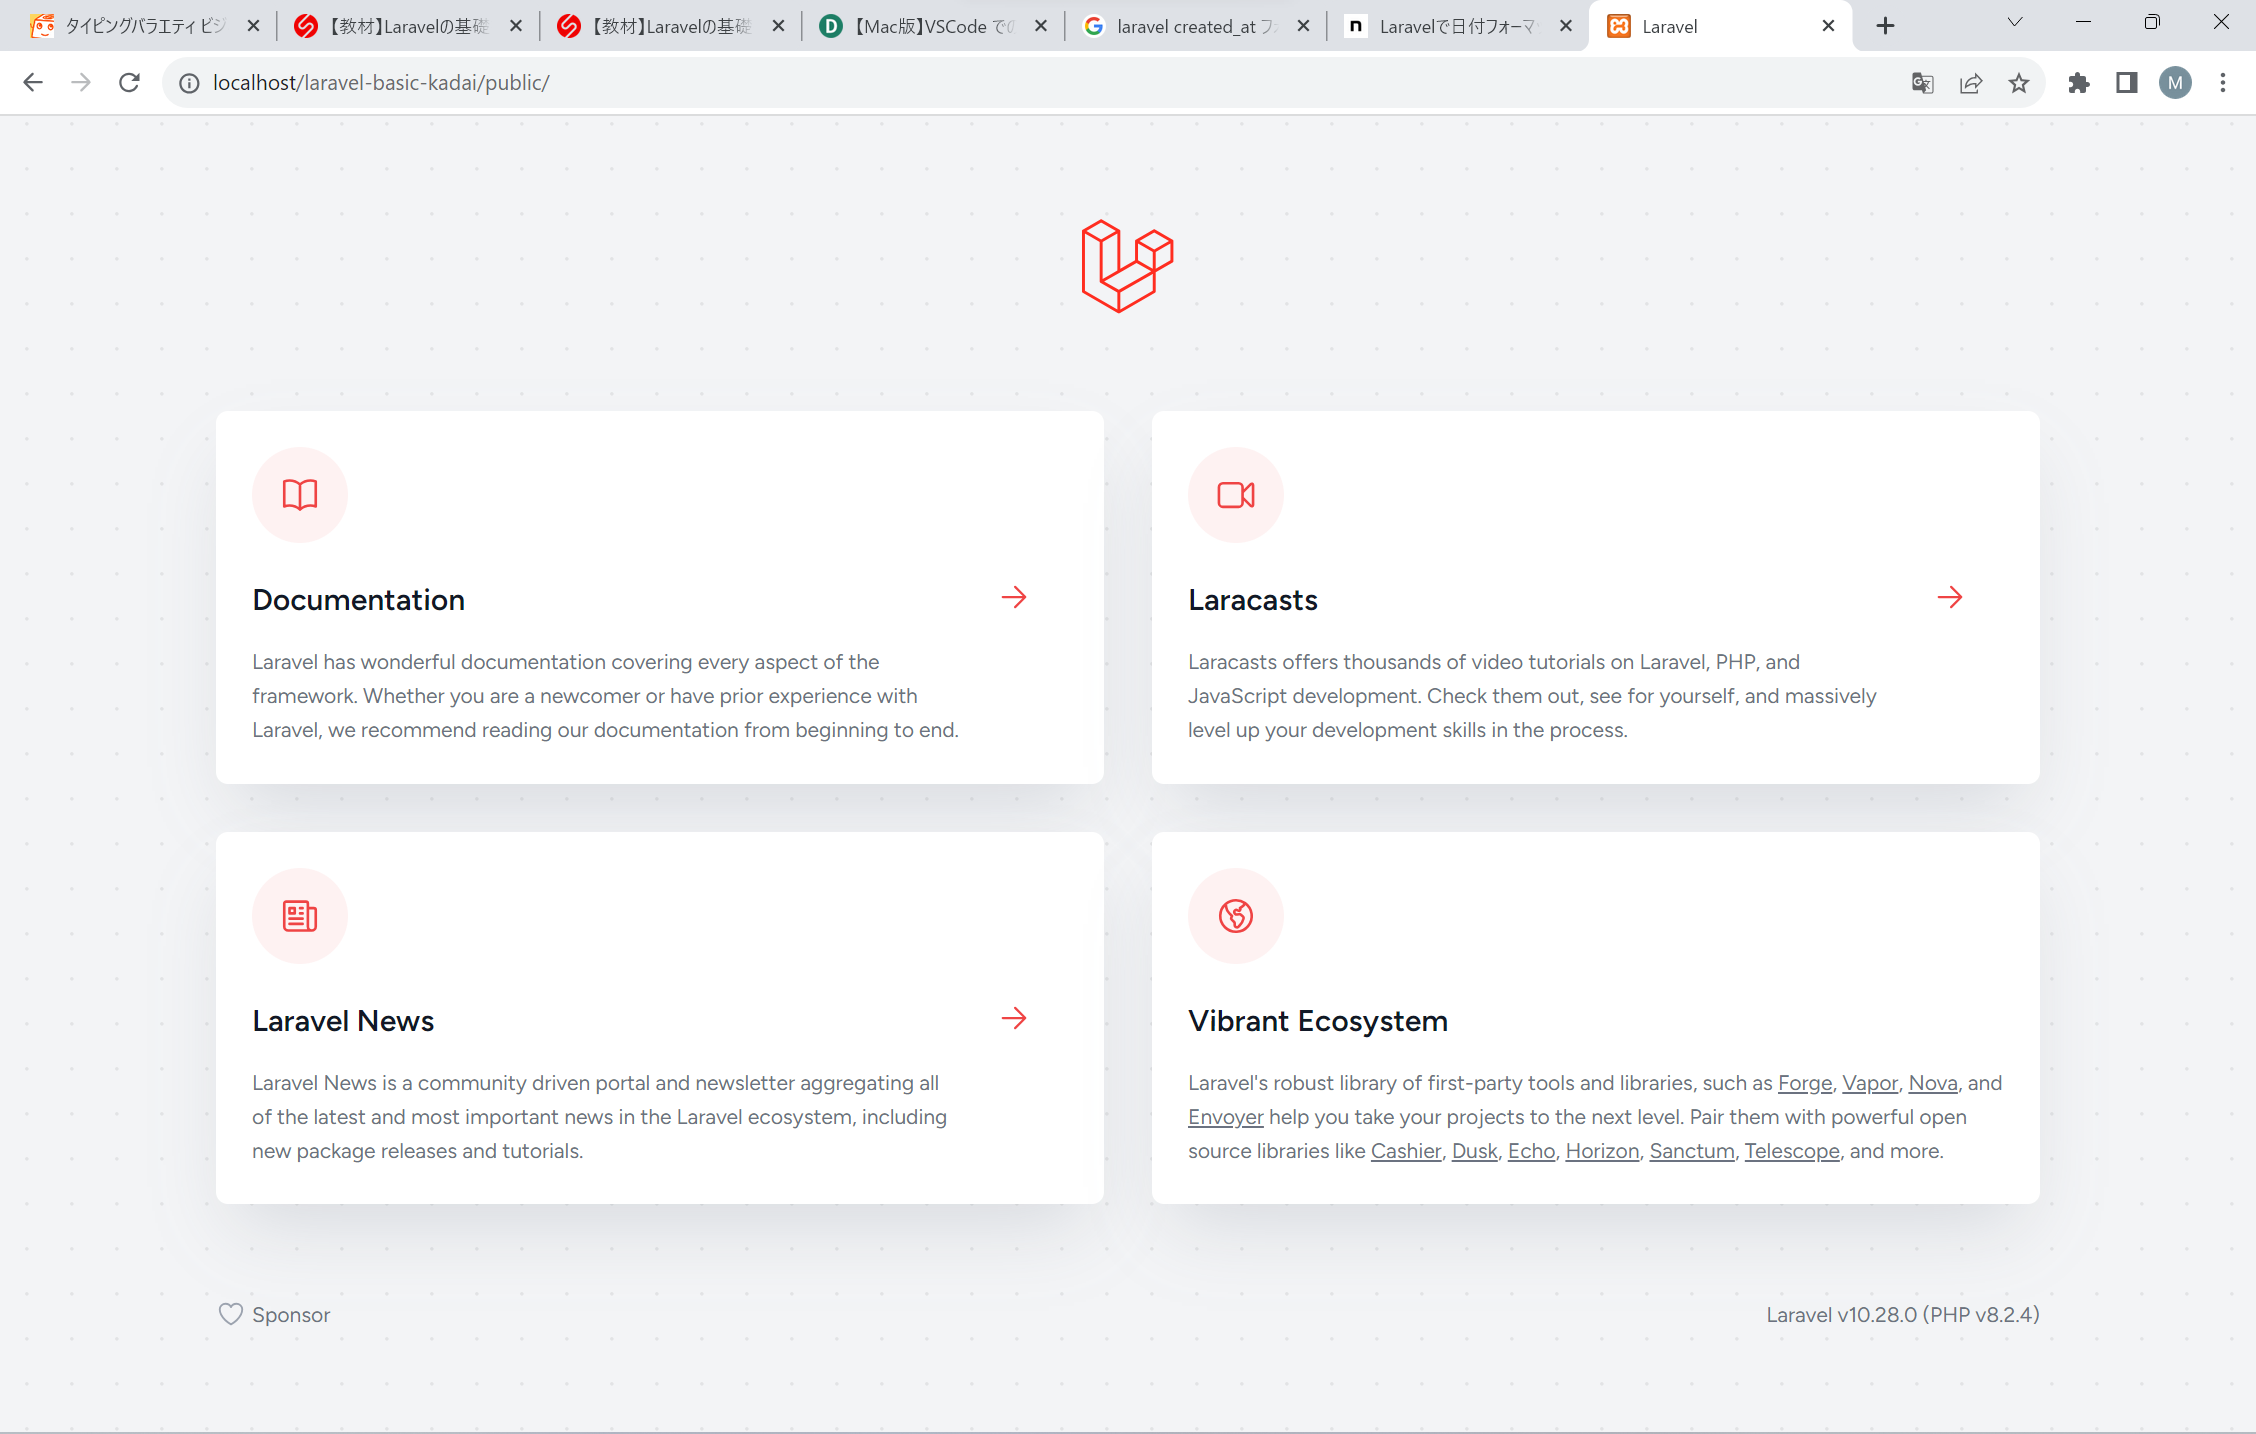 タイピングバラエティ ビジ
【教材】Laravelの基礎
【教材】Laravelの基礎
D
【Mac版】VSCode での
laravel created_at フォ
n
Laravelで日付フォーマッ
Laravel
localhost/laravel-basic-kadai/public/
M
Documentation
Laravel has wonderful documentation covering every aspect of the
framework. Whether you are a newcomer or have prior experience with
Laravel, we recommend reading our documentation from beginning to end.
Laracasts
Laracasts offers thousands of video tutorials on Laravel, PHP, and
JavaScript development. Check them out, see for yourself, and massively
level up your development skills in the process.
Laravel News
Laravel News is a community driven portal and newsletter aggregating all
of the latest and most important news in the Laravel ecosystem, including
new package releases and tutorials.
Vibrant Ecosystem
Laravel's robust library of first-party tools and libraries, such as Forge, Vapor, Nova, and
Envoyer help you take your projects to the next level. Pair them with powerful open
source libraries like Cashier, Dusk, Echo, Horizon, Sanctum, Telescope, and more.
Sponsor
Laravel v10.28.0 (PHP v8.2.4)